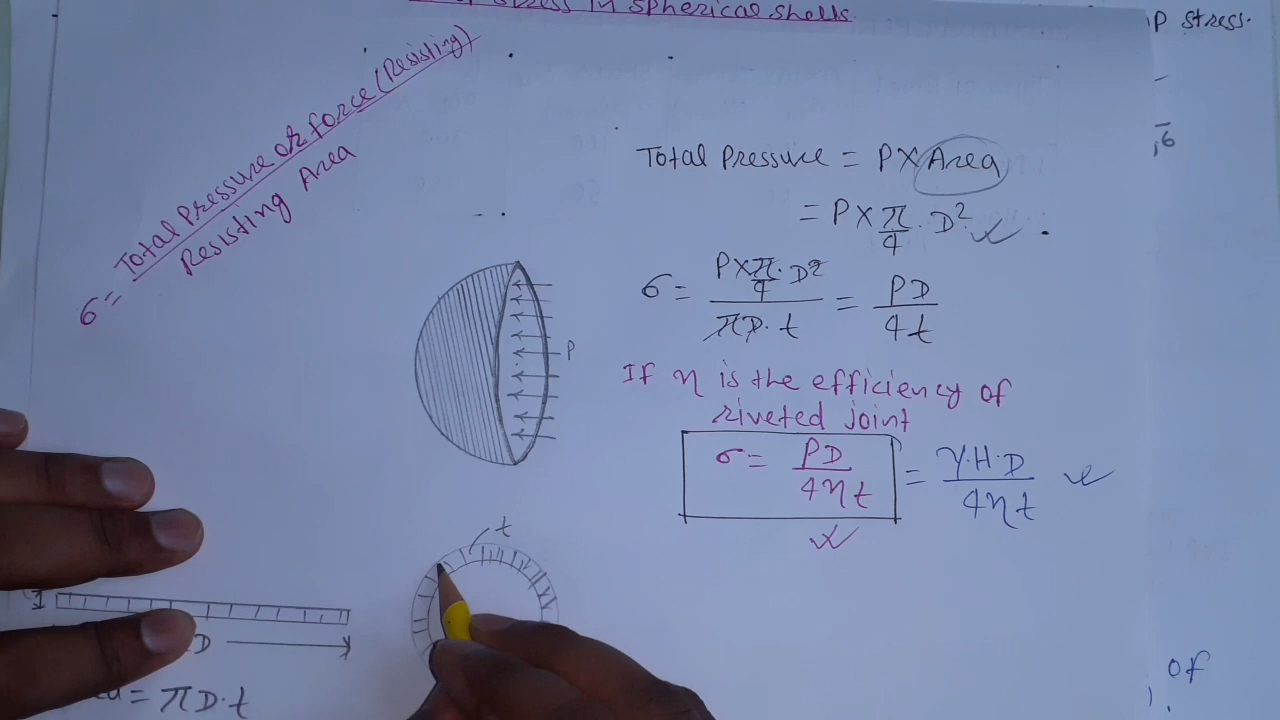 stress in spherical shells.
P stress.
σ = Total Pressure or force (Resisting)
Resisting Area
Total Pressure = P × Area
= P × π/4 · D²
σ = P × π/4 · D² / πD · t = PD / 4t
P
If η is the efficiency of
riveted joint
σ = PD / 4ηt = γ·H·D / 4ηt
t
D
= πD·t
of